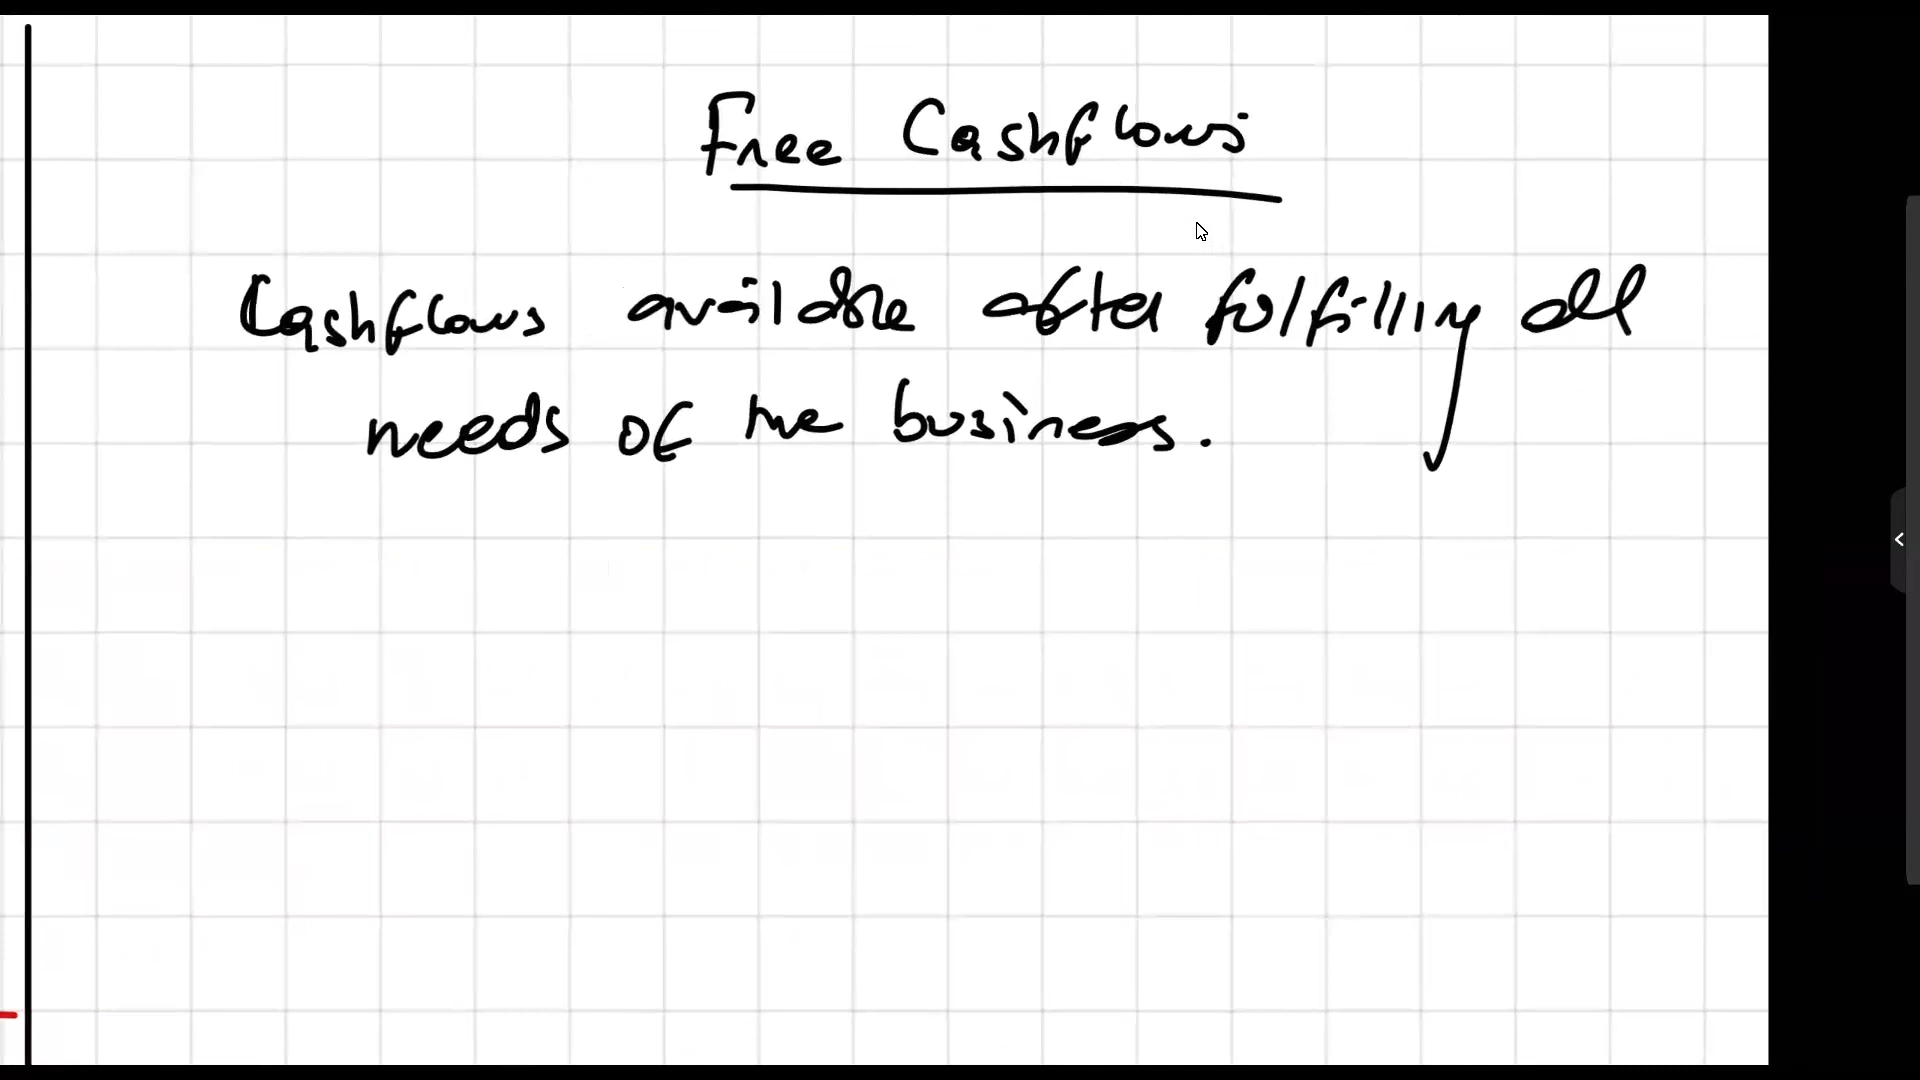 Free Cashflows
Cashflows available after fulfilling all
needs of the business.